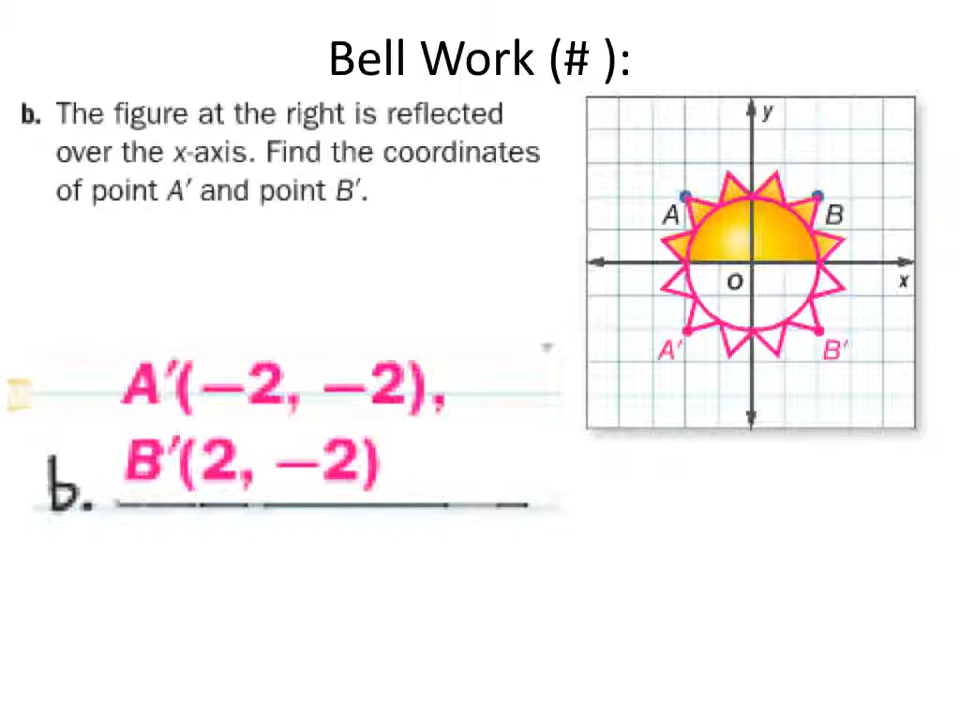 Bell Work (# ):
b. The figure at the right is reflected
over the x-axis. Find the coordinates
of point A′ and point B′.
y
A
B
O
x
A′
B′
A′(−2, −2),
B′(2, −2)
b.